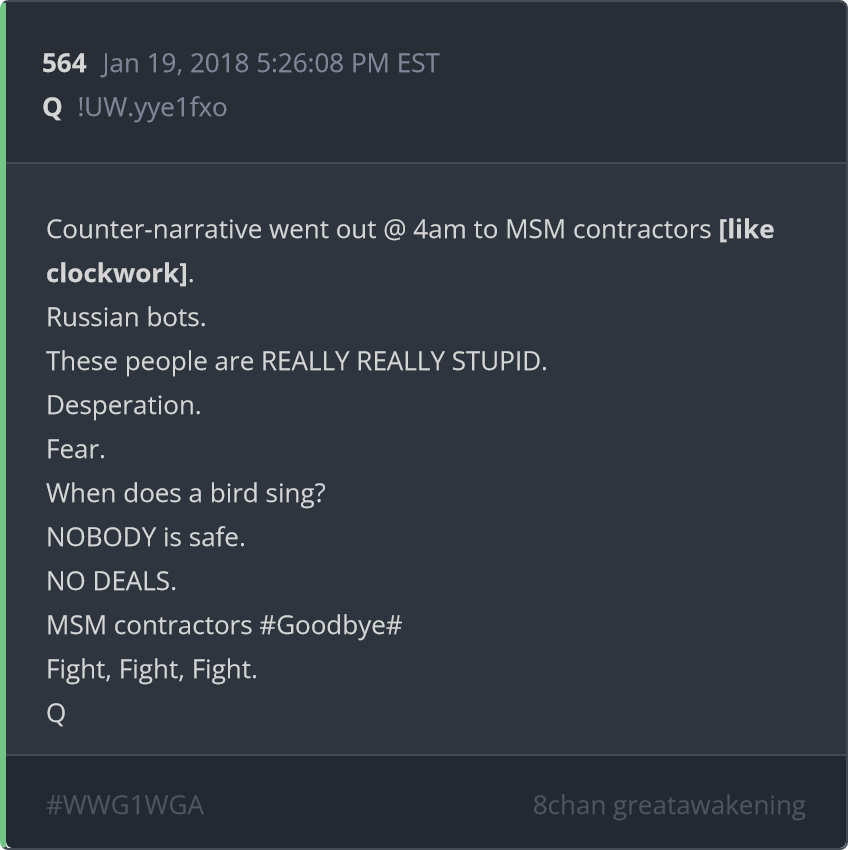 564 Jan 19, 2018 5:26:08 PM EST
Q !UW.yye1fxo
Counter-narrative went out @ 4am to MSM contractors [like
clockwork].
Russian bots.
These people are REALLY REALLY STUPID.
Desperation.
Fear.
When does a bird sing?
NOBODY is safe.
NO DEALS.
MSM contractors #Goodbye#
Fight, Fight, Fight.
Q
#WWG1WGA 8chan greatawakening